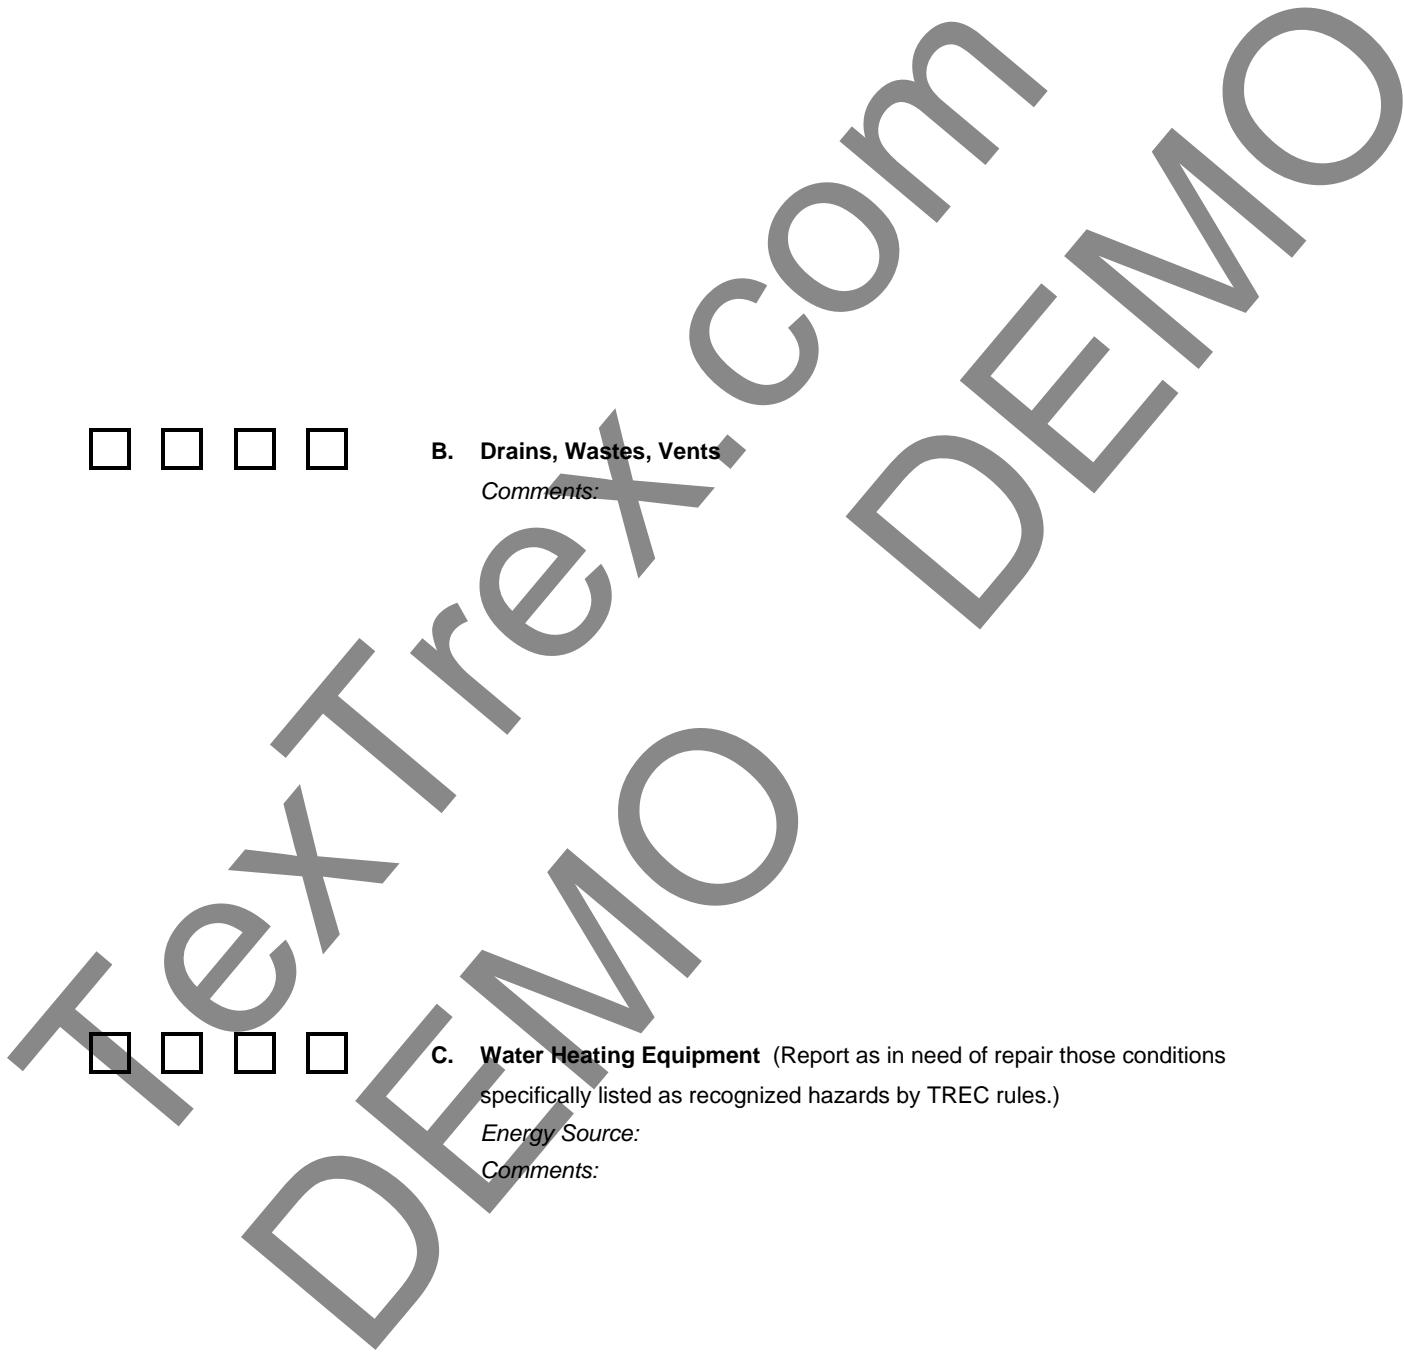 B. Drains, Wastes, Vents
Comments:
C. Water Heating Equipment (Report as in need of repair those conditions
specifically listed as recognized hazards by TREC rules.)
Energy Source:
Comments:
TexTrex.com
DEMO
DEMO